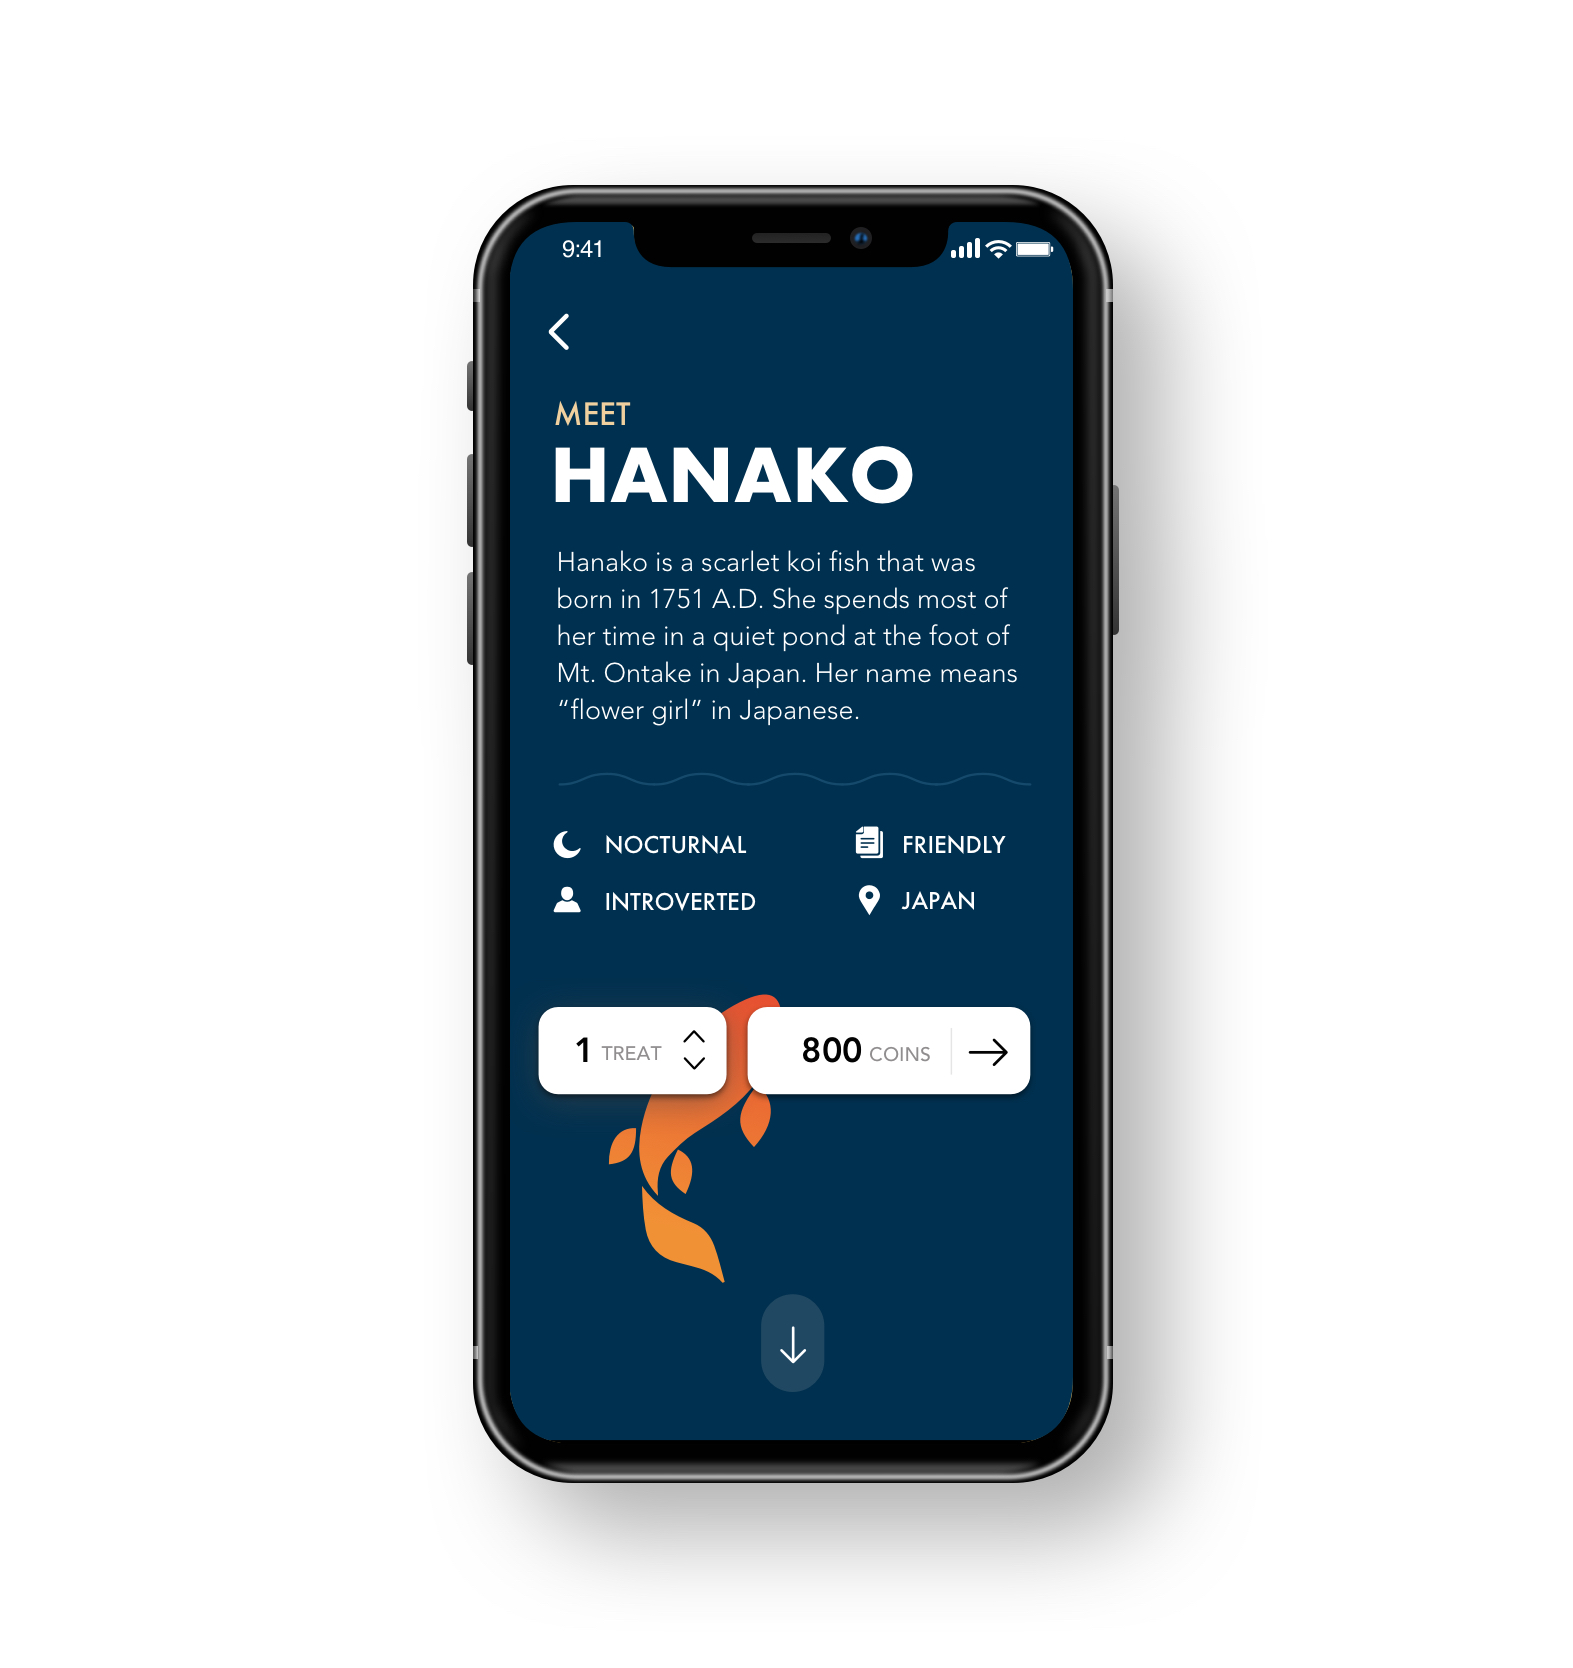 9:41
MEET
HANAKO
Hanako is a scarlet koi fish that was
born in 1751 A.D. She spends most of
her time in a quiet pond at the foot of
Mt. Ontake in Japan. Her name means
“flower girl” in Japanese.
NOCTURNAL
FRIENDLY
INTROVERTED
JAPAN
1 TREAT
800 COINS